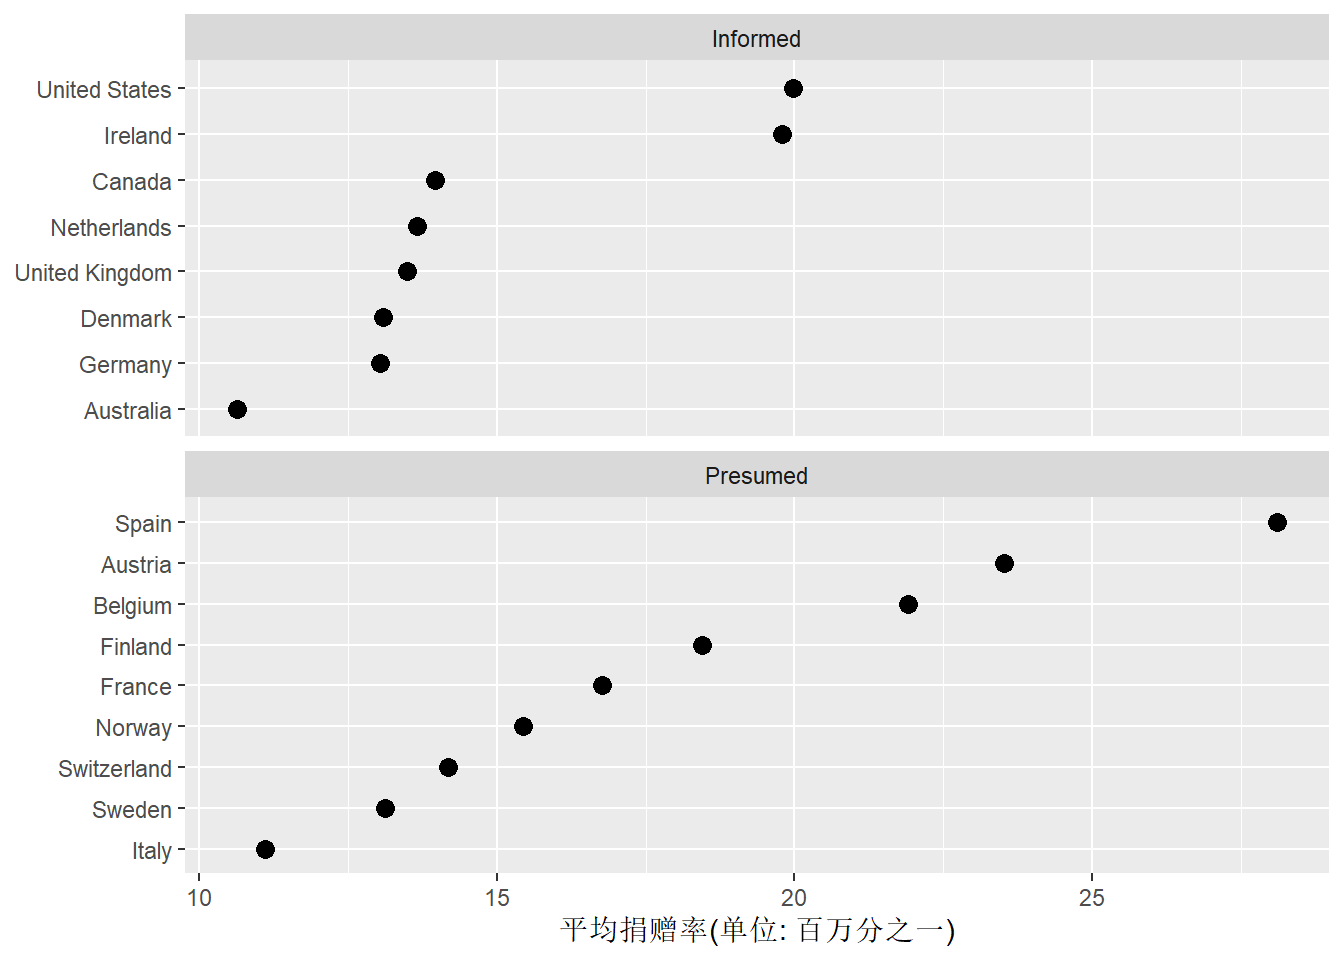 Informed
United States
Ireland
Canada
Netherlands
United Kingdom
Denmark
Germany
Australia
Presumed
Spain
Austria
Belgium
Finland
France
Norway
Switzerland
Sweden
Italy
10 15 20 25
平均捐赠率(单位: 百万分之一)